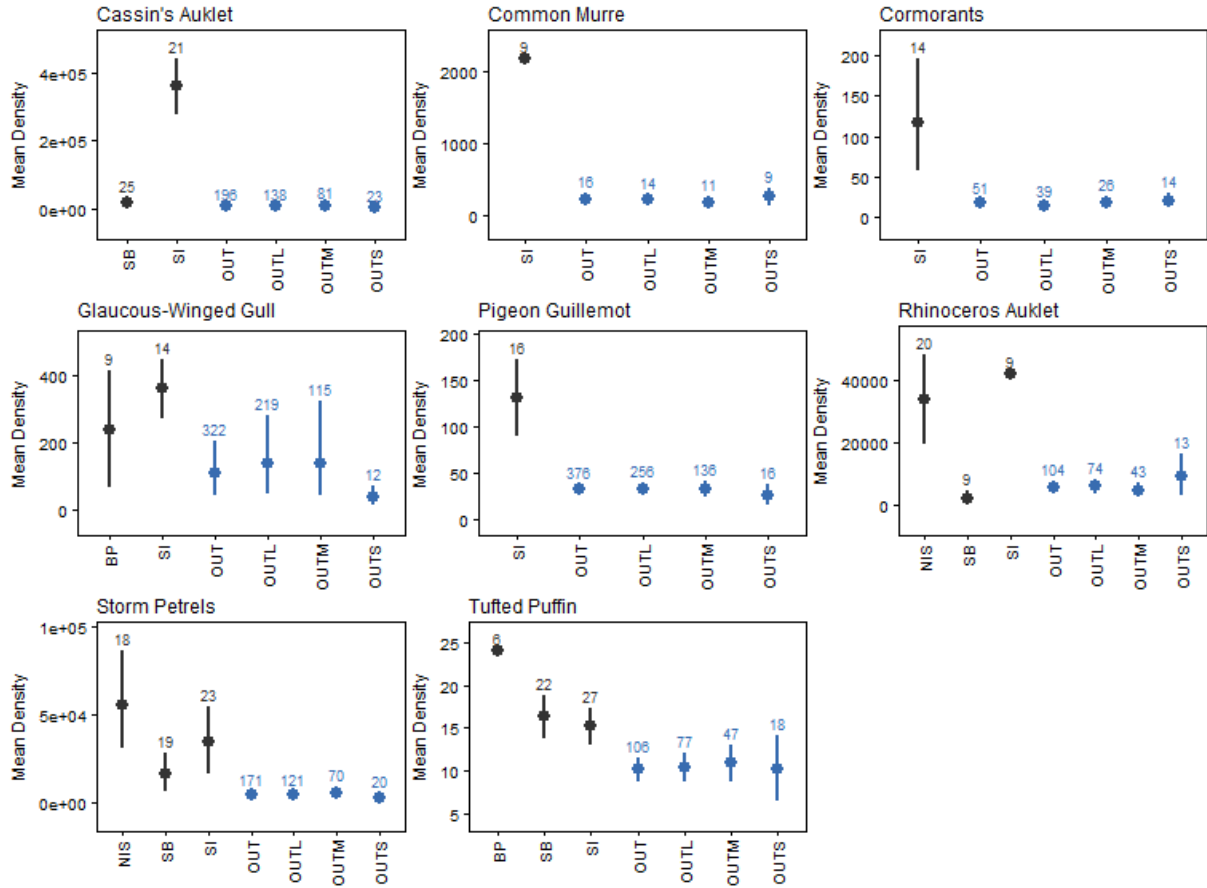 Cassin's Auklet
Mean Density
4e+05
2e+05
0e+00
25
21
196
138
81
23
SB
SI
OUT
OUTL
OUTM
OUTS
Common Murre
Mean Density
2000
1000
0
9
16
14
11
9
SI
OUT
OUTL
OUTM
OUTS
Cormorants
Mean Density
200
150
100
50
0
14
51
39
26
14
SI
OUT
OUTL
OUTM
OUTS
Glaucous-Winged Gull
Mean Density
400
200
0
9
14
322
219
115
12
BP
SI
OUT
OUTL
OUTM
OUTS
Pigeon Guillemot
Mean Density
200
150
100
50
0
16
376
256
136
16
SI
OUT
OUTL
OUTM
OUTS
Rhinoceros Auklet
Mean Density
40000
20000
0
20
9
9
104
74
43
13
NIS
SB
SI
OUT
OUTL
OUTM
OUTS
Storm Petrels
Mean Density
1e+05
5e+04
0e+00
18
19
23
171
121
70
20
NIS
SB
SI
OUT
OUTL
OUTM
OUTS
Tufted Puffin
Mean Density
25
20
15
10
5
6
22
27
106
77
47
18
BP
SB
SI
OUT
OUTL
OUTM
OUTS